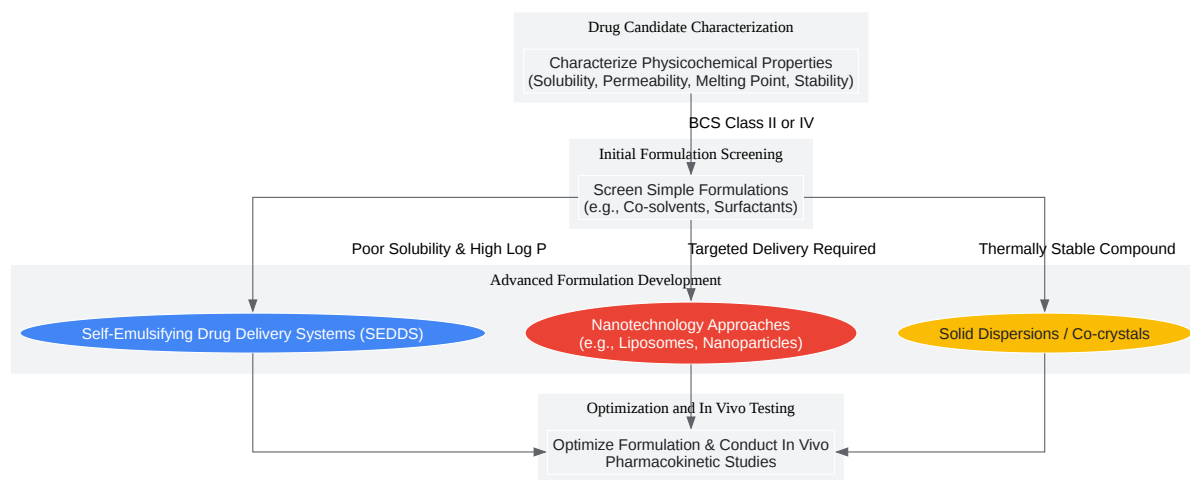 Drug Candidate Characterization
Characterize Physicochemical Properties
(Solubility, Permeability, Melting Point, Stability)
BCS Class II or IV
Initial Formulation Screening
Screen Simple Formulations
(e.g., Co-solvents, Surfactants)
Poor Solubility & High Log P
Targeted Delivery Required
Thermally Stable Compound
Advanced Formulation Development
Self-Emulsifying Drug Delivery Systems (SEDDS)
Nanotechnology Approaches
(e.g., Liposomes, Nanoparticles)
Solid Dispersions / Co-crystals
Optimization and In Vivo Testing
Optimize Formulation & Conduct In Vivo
Pharmacokinetic Studies